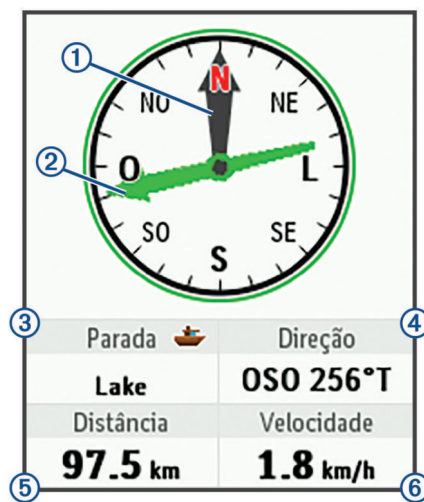 1
N
NO
NE
2
O
L
SO
SE
S
3
4
Parada
Direção
Lake
OSO 256°T
Distância
Velocidade
97.5 km
1.8 km/h
5
6